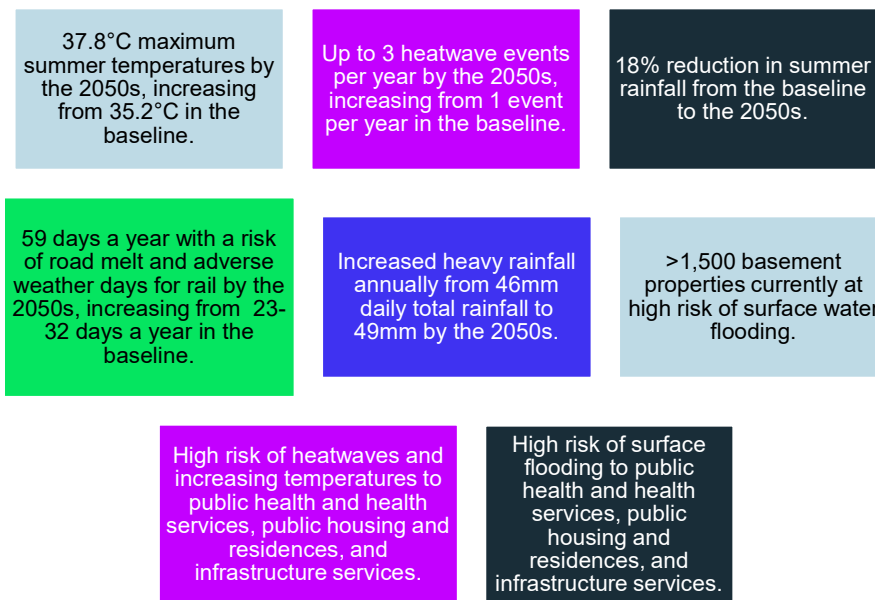 37.8°C maximum
summer temperatures by
the 2050s, increasing
from 35.2°C in the
baseline.
Up to 3 heatwave events
per year by the 2050s,
increasing from 1 event
per year in the baseline.
18% reduction in summer
rainfall from the baseline
to the 2050s.
59 days a year with a risk
of road melt and adverse
weather days for rail by the
2050s, increasing from 23-
32 days a year in the
baseline.
Increased heavy rainfall
annually from 46mm
daily total rainfall to
49mm by the 2050s.
>1,500 basement
properties currently at
high risk of surface water
flooding.
High risk of heatwaves and
increasing temperatures to
public health and health
services, public housing and
residences, and
infrastructure services.
High risk of surface
flooding to public
health and health
services, public
housing and
residences, and
infrastructure services.